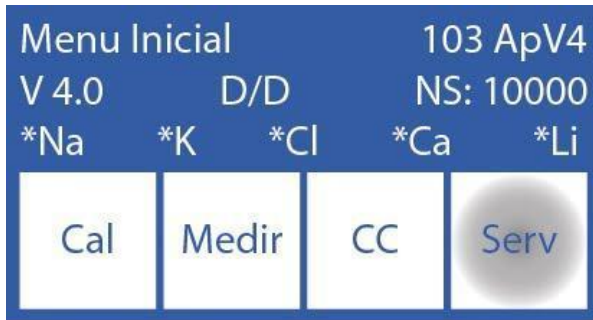 Menu Inicial 103 ApV4
V 4.0 D/D NS: 10000
*Na *K *Cl *Ca *Li
Cal Medir CC Serv